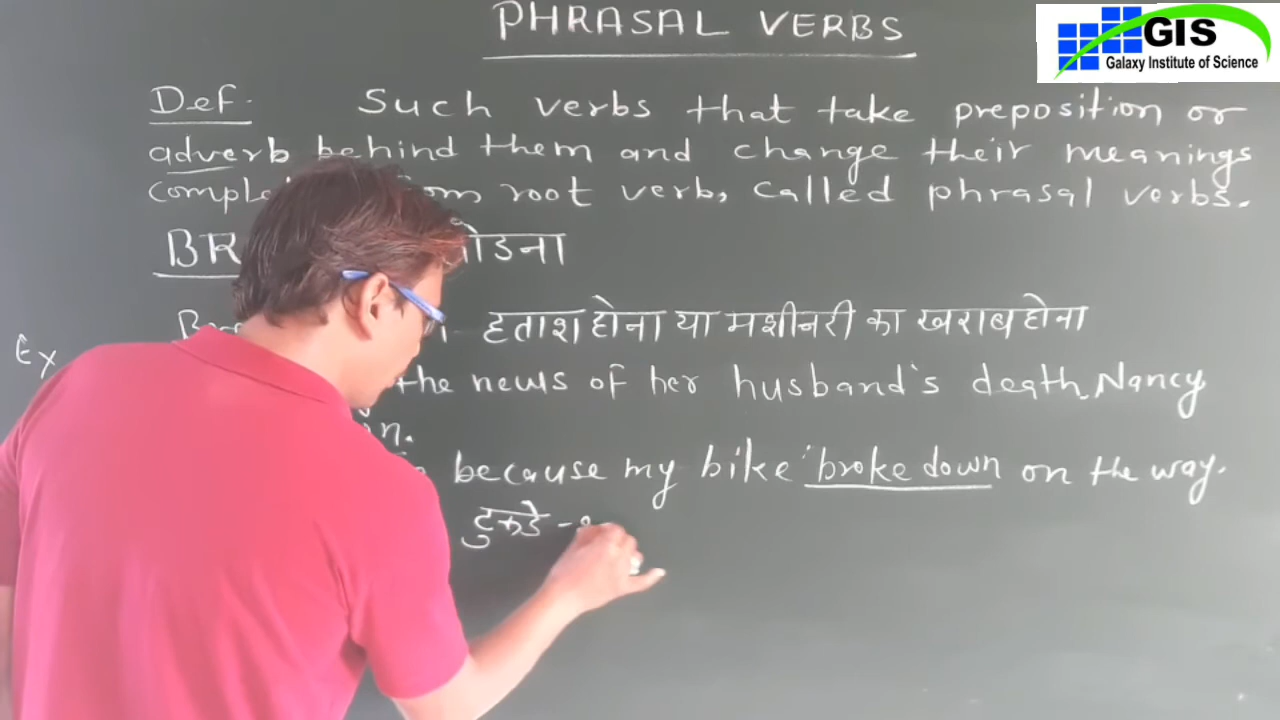 PHRASAL VERBS
GIS
Galaxy Institute of Science
Def. Such verbs that take preposition or
adverb behind them and change their meanings
root verb, called phrasal verbs.
हताश होना या मशीनरी का खराब होना
Ex
the news of her husband's death, Nancy
because my bike broke down on the way.
टुकडे -